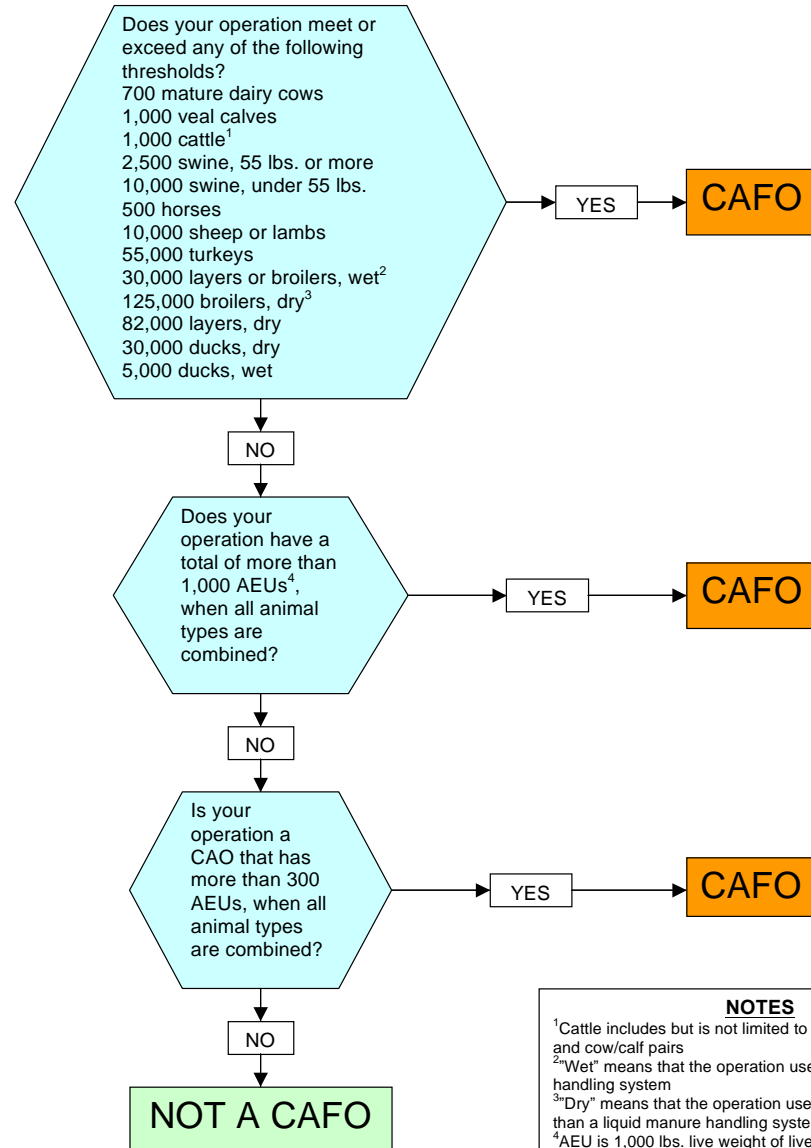 Does your operation meet or
exceed any of the following
thresholds?
700 mature dairy cows
1,000 veal calves
1,000 cattle¹
2,500 swine, 55 lbs. or more
10,000 swine, under 55 lbs.
500 horses
10,000 sheep or lambs
55,000 turkeys
30,000 layers or broilers, wet²
125,000 broilers, dry³
82,000 layers, dry
30,000 ducks, dry
5,000 ducks, wet
YES
CAFO
NO
Does your
operation have a
total of more than
1,000 AEUs⁴,
when all animal
types are
combined?
YES
CAFO
NO
Is your
operation a
CAO that has
more than 300
AEUs, when all
animal types
are combined?
YES
CAFO
NO
NOT A CAFO
NOTES
¹Cattle includes but is not limited to
and cow/calf pairs
²"Wet" means that the operation use
handling system
³"Dry" means that the operation use
than a liquid manure handling syste
⁴AEU is 1,000 lbs. live weight of live